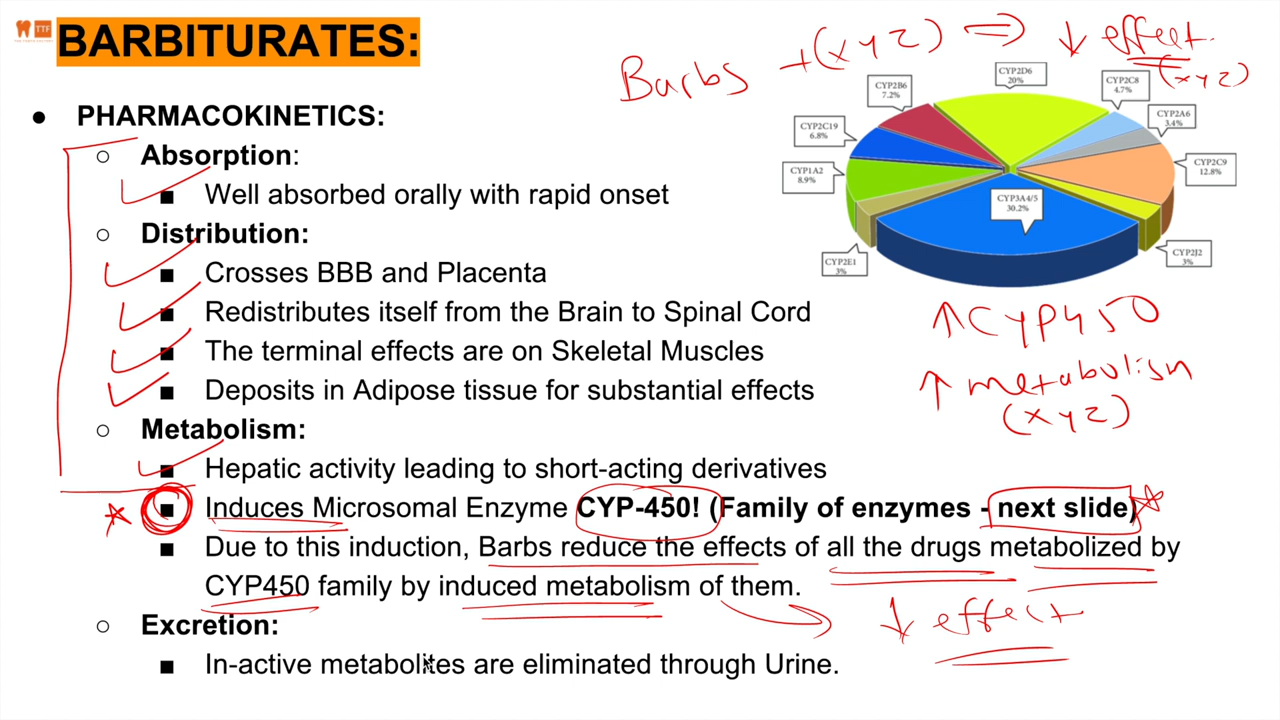 TTF
BARBITURATES:
Barbs + (xyz) ⇒ ↓ effect
(xyz)
● PHARMACOKINETICS:
○ Absorption:
■ Well absorbed orally with rapid onset
○ Distribution:
■ Crosses BBB and Placenta
■ Redistributes itself from the Brain to Spinal Cord
■ The terminal effects are on Skeletal Muscles
■ Deposits in Adipose tissue for substantial effects
○ Metabolism:
■ Hepatic activity leading to short-acting derivatives
■ Induces Microsomal Enzyme CYP-450! (Family of enzymes - next slide)
■ Due to this induction, Barbs reduce the effects of all the drugs metabolized by
CYP450 family by induced metabolism of them.
○ Excretion:
■ In-active metabolites are eliminated through Urine.
CYP2D6
20%
CYP2C8
4.7%
CYP2B6
7.2%
CYP2A6
3.4%
CYP2C19
6.8%
CYP2C9
12.8%
CYP1A2
8.9%
CYP3A4/5
30.2%
CYP2J2
3%
CYP2E1
3%
↑ CYP450
↑ metabolism
(xyz)
↓ effect